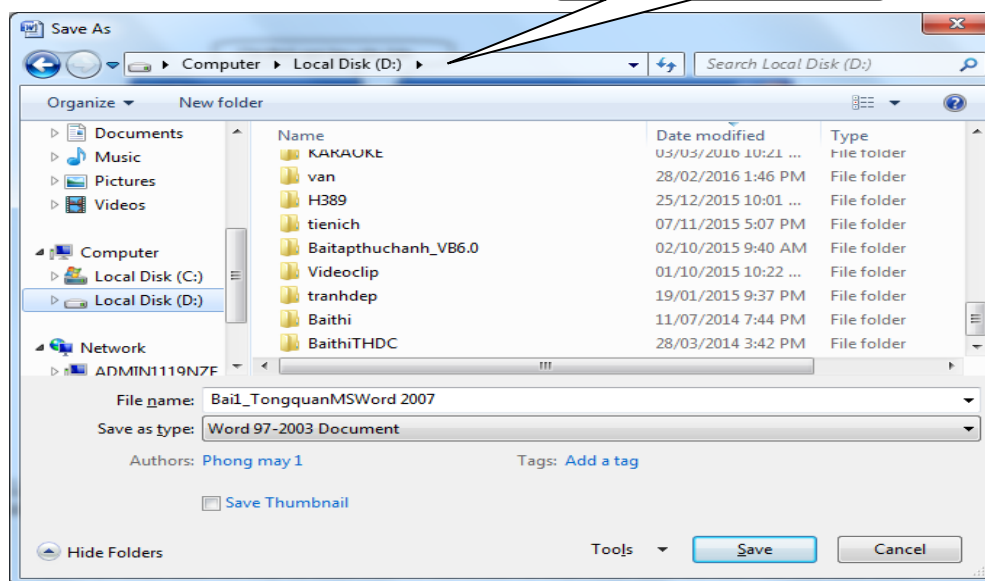 Save As
Computer Local Disk (D:) Search Local Disk (D:)
Organize New folder
Documents
Music
Pictures
Videos
Computer
Local Disk (C:)
Local Disk (D:)
Network
ADMIN1119NZF
Name Date modified Type
KARAOKE 03/03/2016 10:21 ... File folder
van 28/02/2016 1:46 PM File folder
H389 25/12/2015 10:01 ... File folder
tienich 07/11/2015 5:07 PM File folder
Baitapthuchanh_VB6.0 02/10/2015 9:40 AM File folder
Videoclip 01/10/2015 10:22 ... File folder
tranhdep 19/01/2015 9:37 PM File folder
Baithi 11/07/2014 7:44 PM File folder
BaithiTHDC 28/03/2014 3:42 PM File folder
File name: Bai1_TongquanMSWord 2007
Save as type: Word 97-2003 Document
Authors: Phong may 1 Tags: Add a tag
Save Thumbnail
Hide Folders Tools Save Cancel